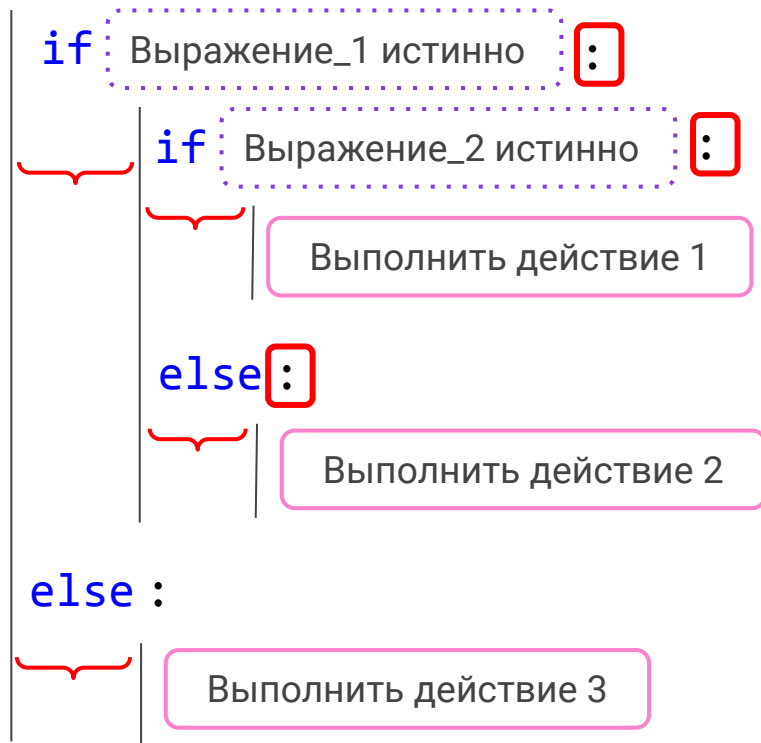 if Выражение_1 истинно :
if Выражение_2 истинно :
Выполнить действие 1
else:
Выполнить действие 2
else :
Выполнить действие 3